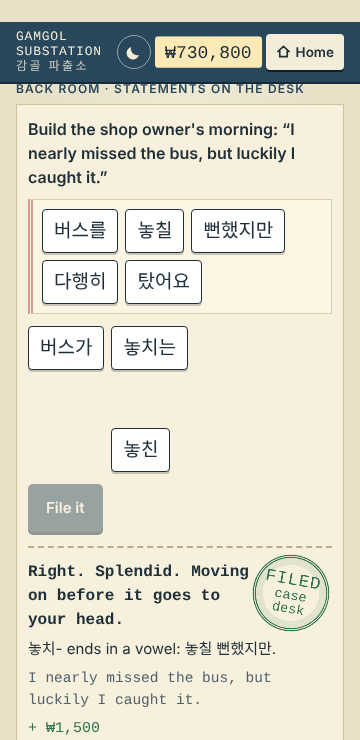 GAMGOL
SUBSTATION
감골 파출소
₩730,800
Home
BACK ROOM · STATEMENTS ON THE DESK
Build the shop owner's morning: “I
nearly missed the bus, but luckily I
caught it.”
버스를 놓칠 뻔했지만
다행히 탔어요
버스가 놓치는
놓친
File it
Right. Splendid. Moving
on before it goes to
your head.
FILED
case
desk
놓치- ends in a vowel: 놓칠 뻔했지만.
I nearly missed the bus, but
luckily I caught it.
+ ₩1,500